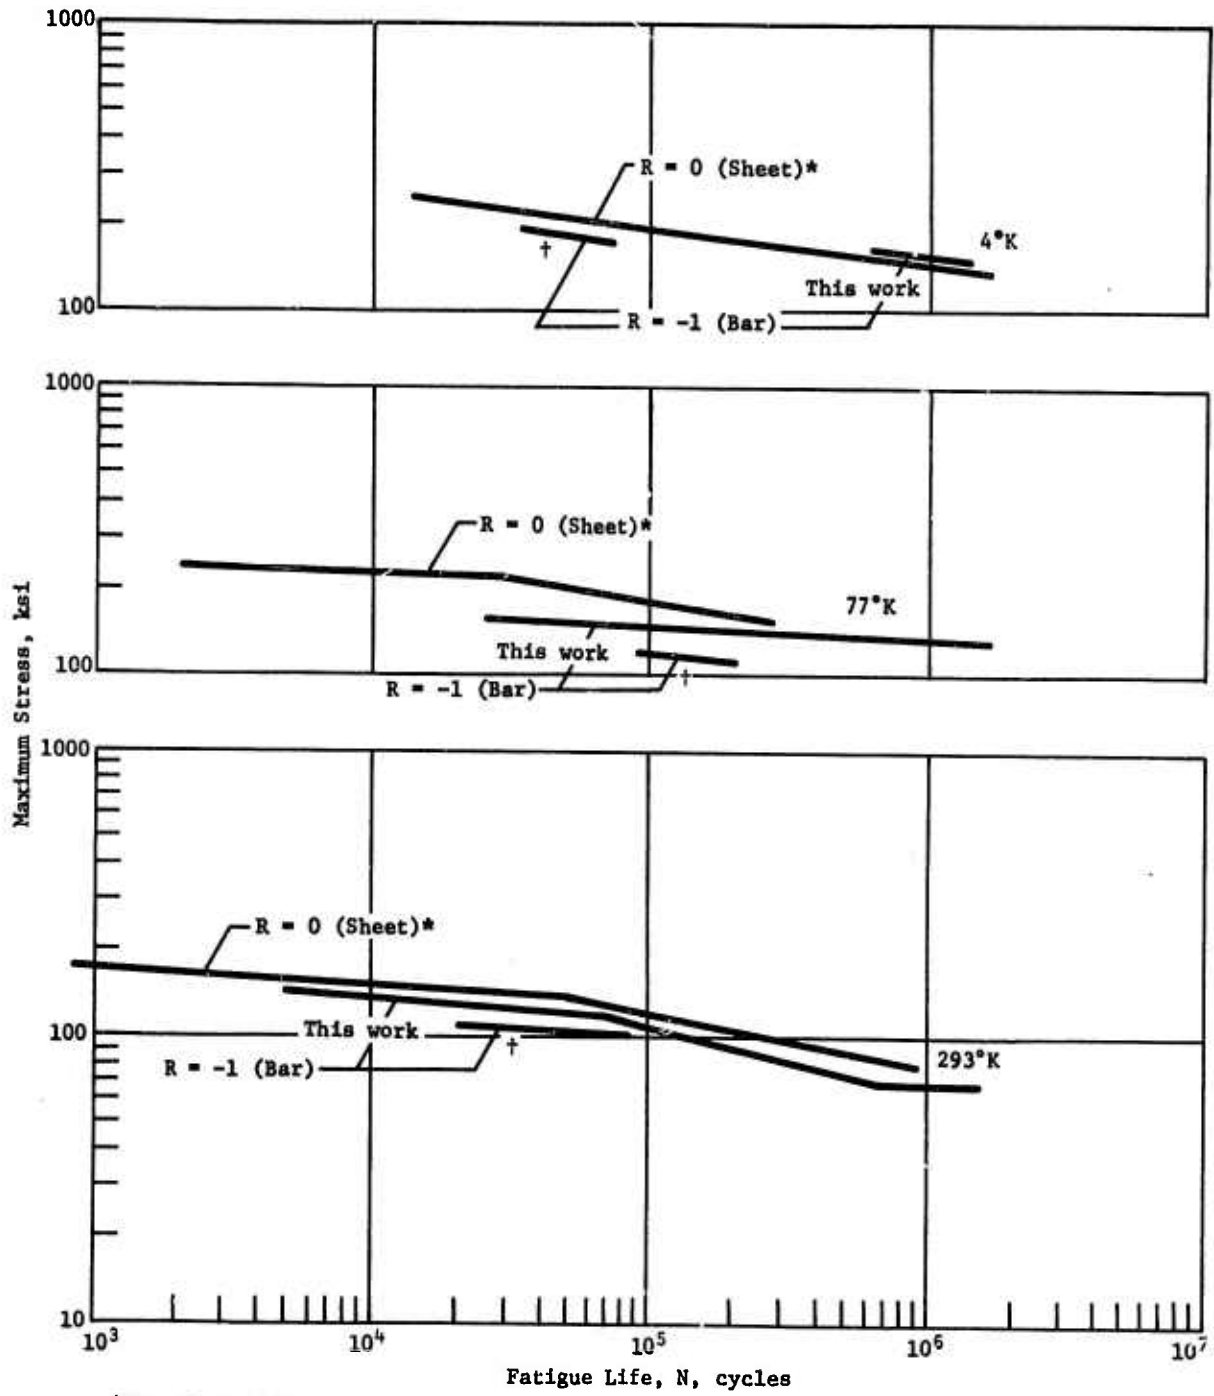 1000
R = 0 (Sheet)*
4°K
†
This work
100
R = -1 (Bar)
1000
R = 0 (Sheet)*
77°K
This work
100
†
R = -1 (Bar)
Maximum Stress, ksi
1000
R = 0 (Sheet)*
This work
100
†
R = -1 (Bar)
293°K
10
10³ 10⁴ 10⁵ 10⁶ 10⁷
Fatigue Life, N, cycles